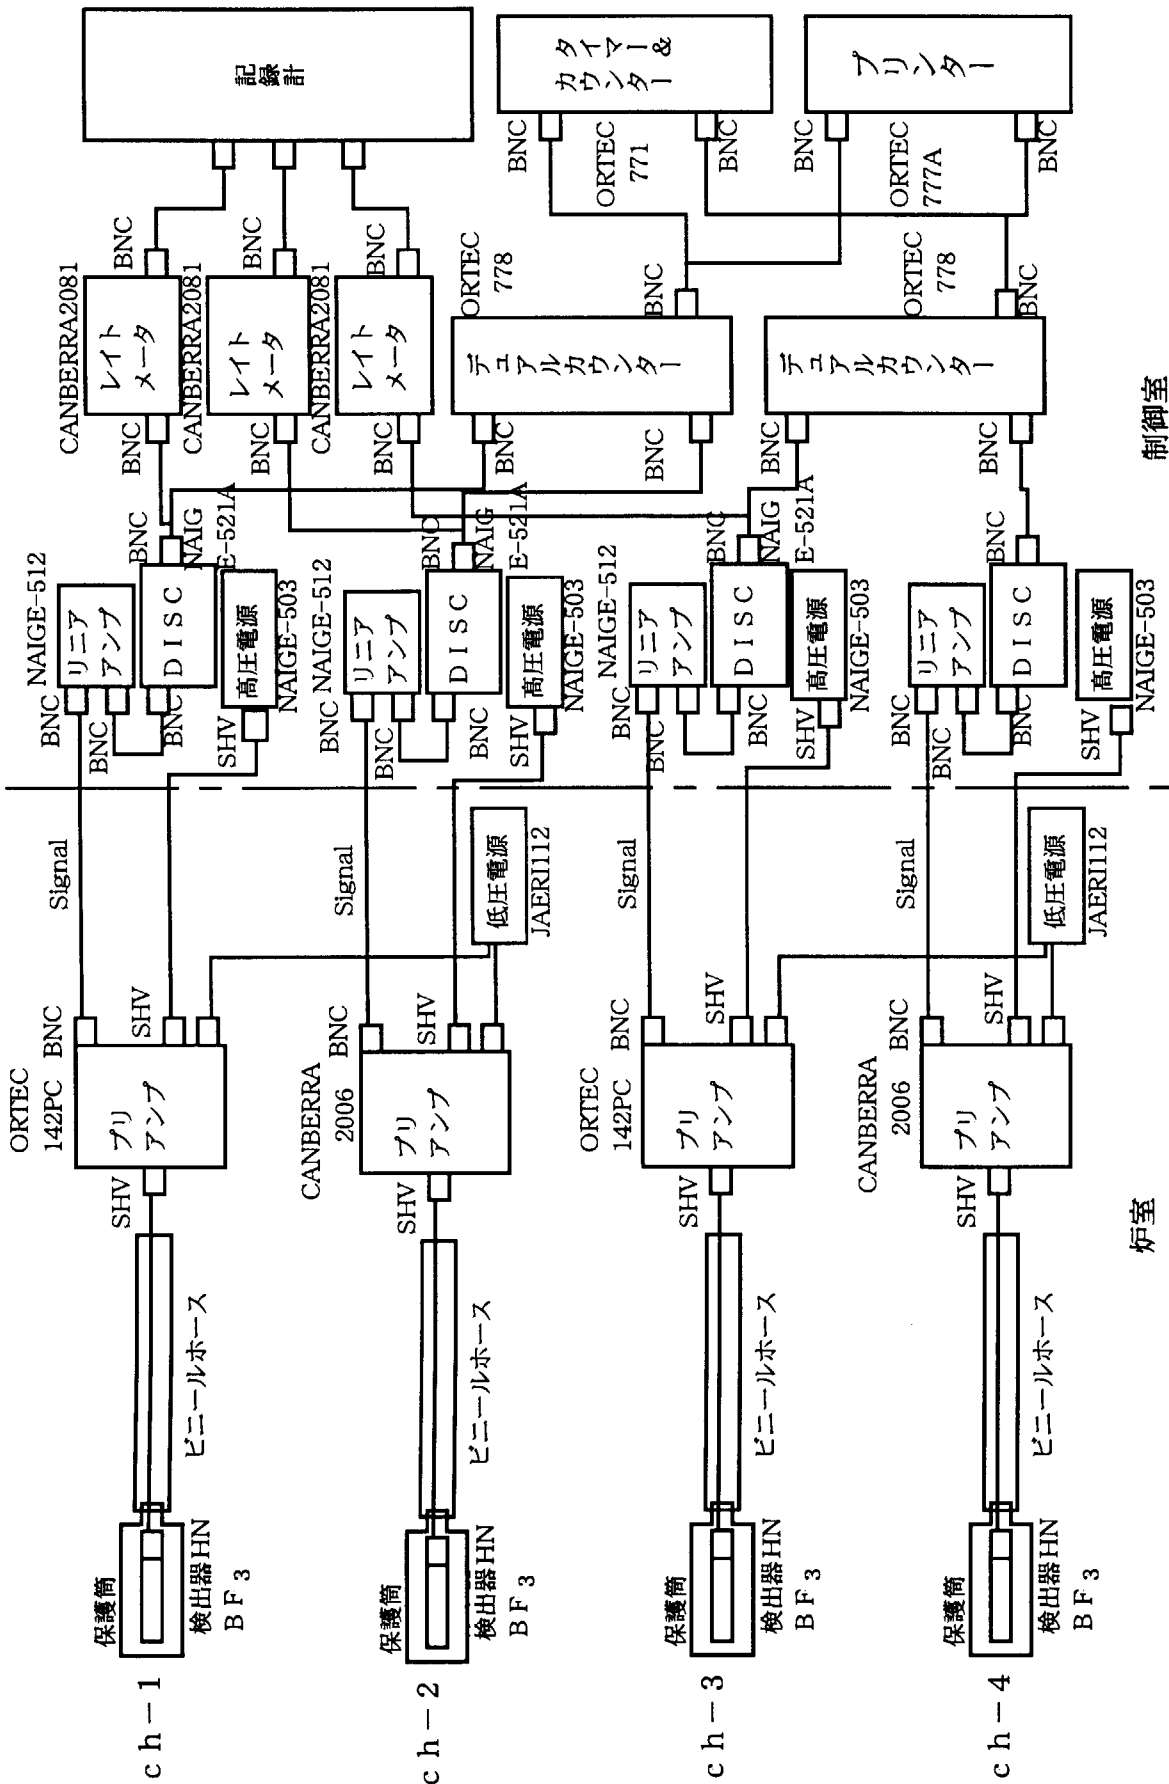 ch-1
保護筒
検出器HN
BF3
ビニールホース
SHV
ORTEC
142PC
プリ
アンプ
BNC
SHV
Signal
BNC
BNC
NAIGE-512
リニア
アンプ
BNC
DISC
BNC
NAIG
E-521A
SHV
高圧電源
NAIGE-503
BNC
CANBERRA2081
レイト
メータ
BNC
記録計
ch-2
保護筒
検出器HN
BF3
ビニールホース
SHV
CANBERRA
2006
プリ
アンプ
BNC
SHV
Signal
低圧電源
JAERI112
BNC
BNC
NAIGE-512
リニア
アンプ
BNC
DISC
BNC
NAIG
E-521A
SHV
高圧電源
NAIGE-503
BNC
CANBERRA2081
レイト
メータ
BNC
BNC
CANBERRA2081
レイト
メータ
BNC
BNC
BNC
ORTEC
778
デュアルカウンター
BNC
BNC
ORTEC
771
BNC
タイマー&
カウンター
ch-3
保護筒
検出器HN
BF3
ビニールホース
SHV
ORTEC
142PC
プリ
アンプ
BNC
SHV
Signal
BNC
BNC
NAIGE-512
リニア
アンプ
BNC
DISC
BNC
NAIG
E-521A
SHV
高圧電源
NAIGE-503
BNC
BNC
ORTEC
778
デュアルカウンター
BNC
BNC
ORTEC
777A
BNC
プリンター
ch-4
保護筒
検出器HN
BF3
ビニールホース
SHV
CANBERRA
2006
プリ
アンプ
BNC
SHV
Signal
低圧電源
JAERI112
BNC
BNC
リニア
アンプ
BNC
DISC
BNC
SHV
高圧電源
NAIGE-503
炉室
制御室